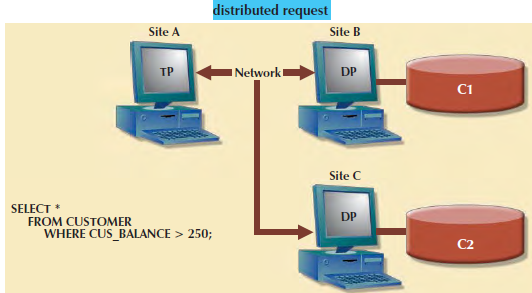 distributed request
Site A
Site B
TP
Network
DP
C1
Site C
DP
C2
SELECT *
FROM CUSTOMER
WHERE CUS_BALANCE > 250;